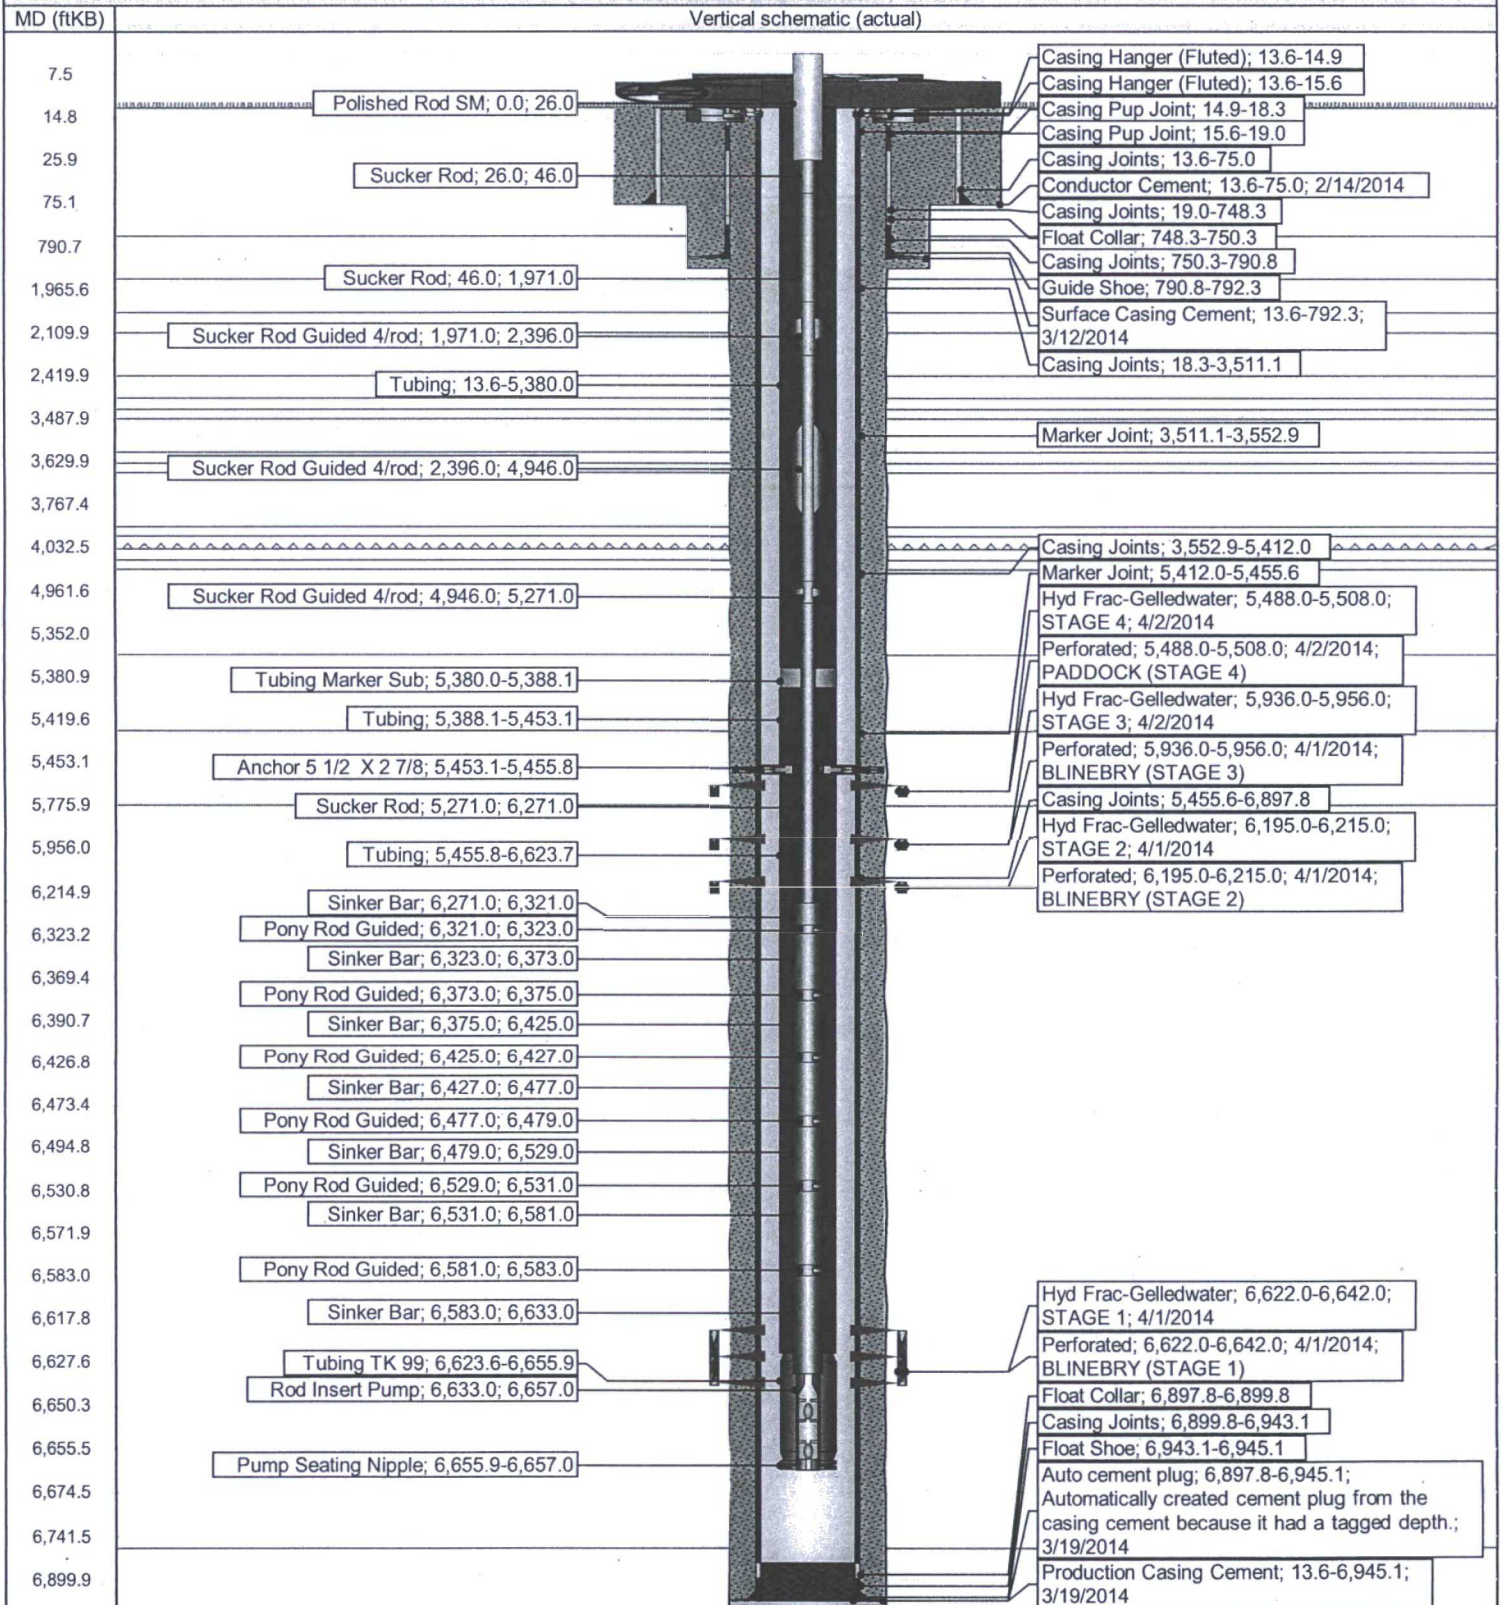 MD (ftKB)
Vertical schematic (actual)
7.5
14.8
25.9
75.1
790.7
1,965.6
2,109.9
2,419.9
3,487.9
3,629.9
3,767.4
4,032.5
4,961.6
5,352.0
5,380.9
5,419.6
5,453.1
5,775.9
5,956.0
6,214.9
6,323.2
6,369.4
6,390.7
6,426.8
6,473.4
6,494.8
6,530.8
6,571.9
6,583.0
6,617.8
6,627.6
6,650.3
6,655.5
6,674.5
6,741.5
6,899.9
Polished Rod SM; 0.0; 26.0
Sucker Rod; 26.0; 46.0
Sucker Rod; 46.0; 1,971.0
Sucker Rod Guided 4/rod; 1,971.0; 2,396.0
Tubing; 13.6-5,380.0
Sucker Rod Guided 4/rod; 2,396.0; 4,946.0
Sucker Rod Guided 4/rod; 4,946.0; 5,271.0
Tubing Marker Sub; 5,380.0-5,388.1
Tubing; 5,388.1-5,453.1
Anchor 5 1/2 X 2 7/8; 5,453.1-5,455.8
Sucker Rod; 5,271.0; 6,271.0
Tubing; 5,455.8-6,623.7
Sinker Bar; 6,271.0; 6,321.0
Pony Rod Guided; 6,321.0; 6,323.0
Sinker Bar; 6,323.0; 6,373.0
Pony Rod Guided; 6,373.0; 6,375.0
Sinker Bar; 6,375.0; 6,425.0
Pony Rod Guided; 6,425.0; 6,427.0
Sinker Bar; 6,427.0; 6,477.0
Pony Rod Guided; 6,477.0; 6,479.0
Sinker Bar; 6,479.0; 6,529.0
Pony Rod Guided; 6,529.0; 6,531.0
Sinker Bar; 6,531.0; 6,581.0
Pony Rod Guided; 6,581.0; 6,583.0
Sinker Bar; 6,583.0; 6,633.0
Tubing TK 99; 6,623.6-6,655.9
Rod Insert Pump; 6,633.0; 6,657.0
Pump Seating Nipple; 6,655.9-6,657.0
Casing Hanger (Fluted); 13.6-14.9
Casing Hanger (Fluted); 13.6-15.6
Casing Pup Joint; 14.9-18.3
Casing Pup Joint; 15.6-19.0
Casing Joints; 13.6-75.0
Conductor Cement; 13.6-75.0; 2/14/2014
Casing Joints; 19.0-748.3
Float Collar; 748.3-750.3
Casing Joints; 750.3-790.8
Guide Shoe; 790.8-792.3
Surface Casing Cement; 13.6-792.3;
3/12/2014
Casing Joints; 18.3-3,511.1
Marker Joint; 3,511.1-3,552.9
Casing Joints; 3,552.9-5,412.0
Marker Joint; 5,412.0-5,455.6
Hyd Frac-Gelledwater; 5,488.0-5,508.0;
STAGE 4; 4/2/2014
Perforated; 5,488.0-5,508.0; 4/2/2014;
PADDOCK (STAGE 4)
Hyd Frac-Gelledwater; 5,936.0-5,956.0;
STAGE 3; 4/2/2014
Perforated; 5,936.0-5,956.0; 4/1/2014;
BLINEBRY (STAGE 3)
Casing Joints; 5,455.6-6,897.8
Hyd Frac-Gelledwater; 6,195.0-6,215.0;
STAGE 2; 4/1/2014
Perforated; 6,195.0-6,215.0; 4/1/2014;
BLINEBRY (STAGE 2)
Hyd Frac-Gelledwater; 6,622.0-6,642.0;
STAGE 1; 4/1/2014
Perforated; 6,622.0-6,642.0; 4/1/2014;
BLINEBRY (STAGE 1)
Float Collar; 6,897.8-6,899.8
Casing Joints; 6,899.8-6,943.1
Float Shoe; 6,943.1-6,945.1
Auto cement plug; 6,897.8-6,945.1;
Automatically created cement plug from the
casing cement because it had a tagged depth.;
3/19/2014
Production Casing Cement; 13.6-6,945.1;
3/19/2014